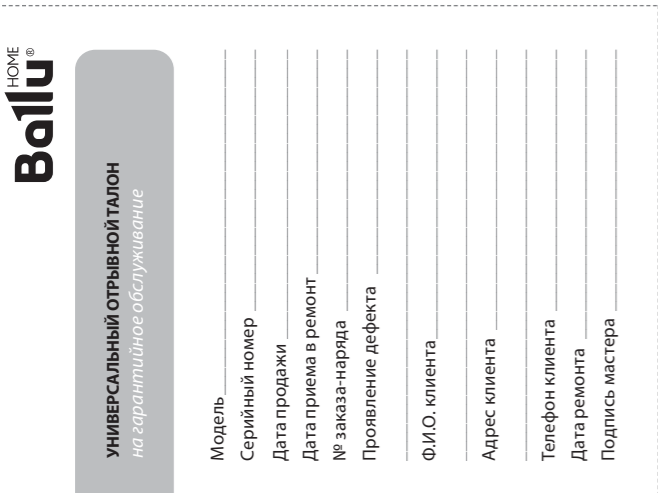 Ballu® HOME
УНИВЕРСАЛЬНЫЙ ОТРЫВНОЙ ТАЛОН
на гарантийное обслуживание
Модель
Серийный номер
Дата продажи
Дата приема в ремонт
№ заказа-наряда
Проявление дефекта
Ф.И.О. клиента
Адрес клиента
Телефон клиента
Дата ремонта
Подпись мастера